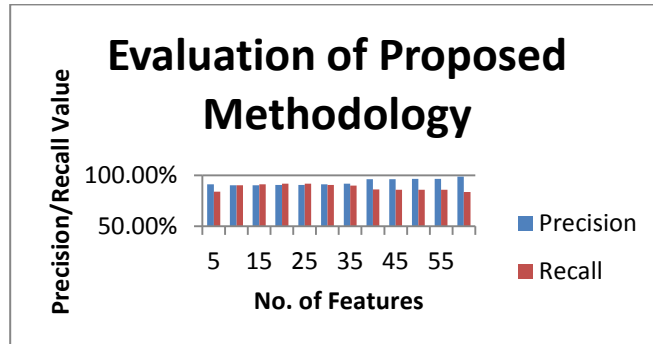 Evaluation of Proposed
Methodology
Precision/Recall Value
100.00%
50.00%
5 15 25 35 45 55
No. of Features
Precision
Recall